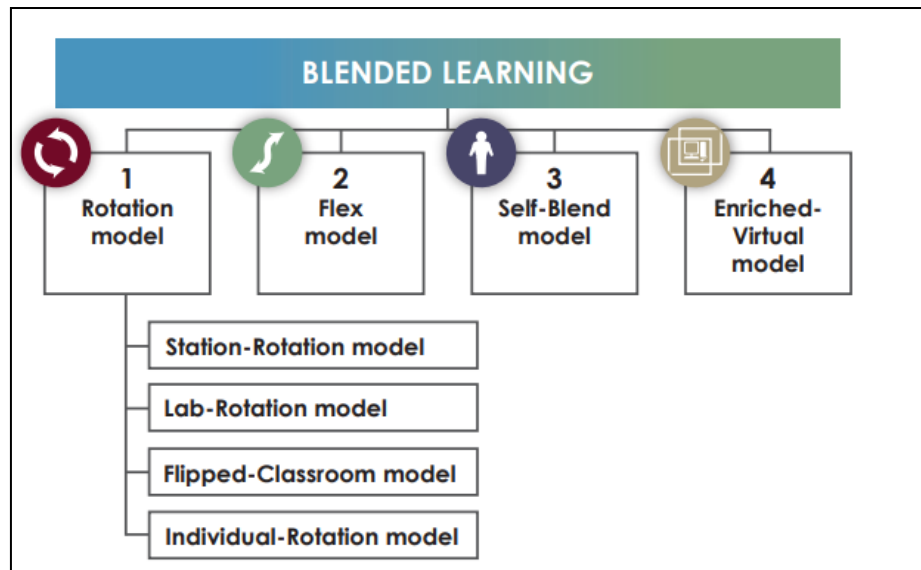 BLENDED LEARNING
1
Rotation
model
2
Flex
model
3
Self-Blend
model
4
Enriched-
Virtual
model
Station-Rotation model
Lab-Rotation model
Flipped-Classroom model
Individual-Rotation model